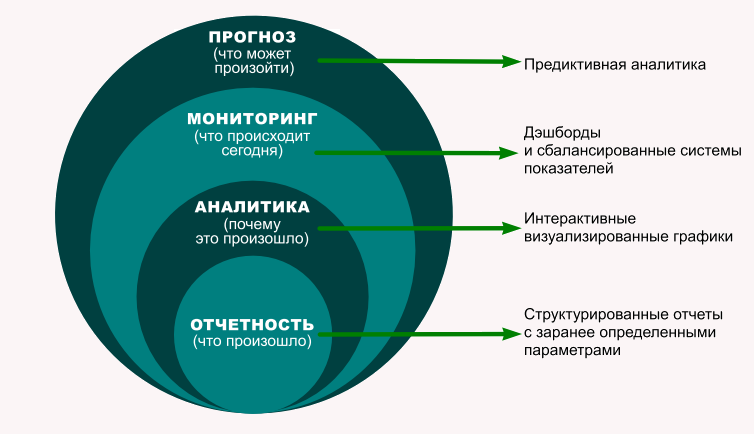 ПРОГНОЗ
(что может
произойти)
Предиктивная аналитика
МОНИТОРИНГ
(что происходит
сегодня)
Дэшборды
и сбалансированные системы
показателей
АНАЛИТИКА
(почему
это произошло)
Интерактивные
визуализированные графики
ОТЧЕТНОСТЬ
(что произошло)
Структурированные отчеты
с заранее определенными
параметрами